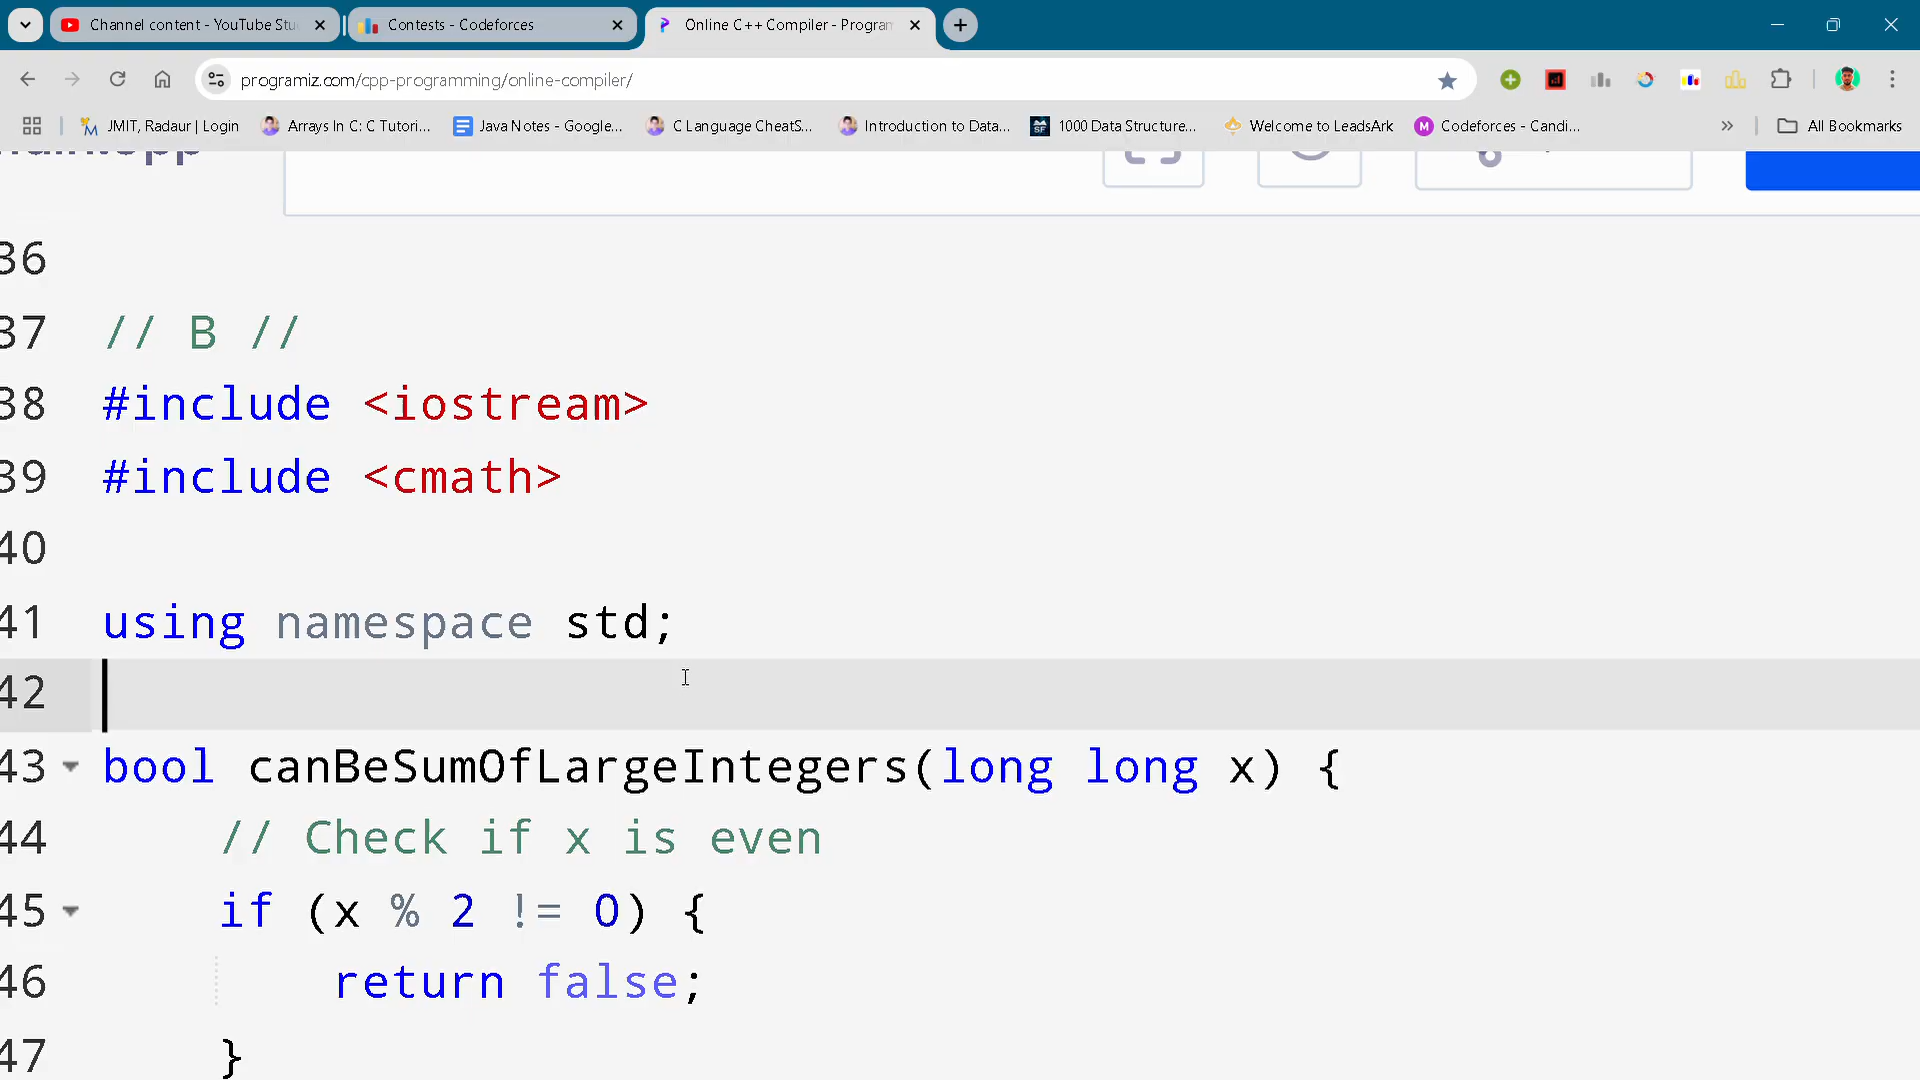 Channel content - YouTube Stu
Contests - Codeforces
Online C++ Compiler - Program
programiz.com/cpp-programming/online-compiler/
JMIT, Radaur | Login
Arrays In C: C Tutori...
Java Notes - Google...
C Language CheatS...
Introduction to Data...
1000 Data Structure...
Welcome to LeadsArk
Codeforces - Candi...
»
All Bookmarks
36
37 // B //
38 #include <iostream>
39 #include <cmath>
40
41 using namespace std;
42
43 bool canBeSumOfLargeIntegers(long long x) {
44 // Check if x is even
45 if (x % 2 != 0) {
46 return false;
47 }